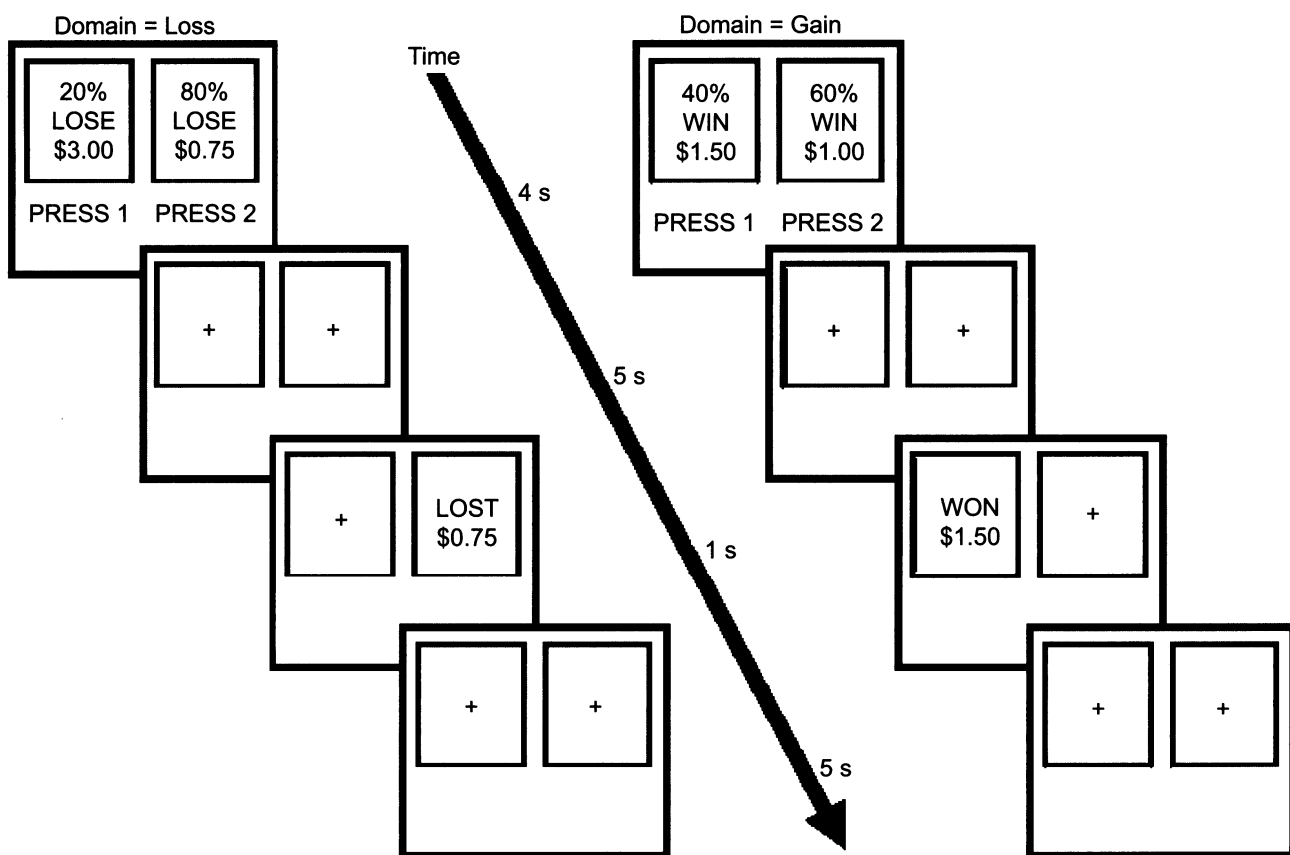 Domain = Loss
20%
LOSE
$3.00
80%
LOSE
$0.75
PRESS 1
PRESS 2
+
+
+
LOST
$0.75
+
+
Time
4 s
5 s
1 s
5 s
Domain = Gain
40%
WIN
$1.50
60%
WIN
$1.00
PRESS 1
PRESS 2
+
+
WON
$1.50
+
+
+